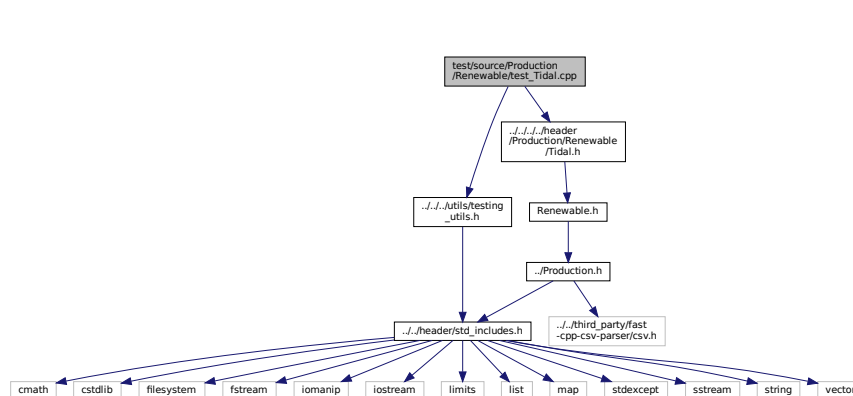 test/source/Production
/Renewable/test_Tidal.cpp
../../../../header
/Production/Renewable
/Tidal.h
../../../utils/testing
_utils.h
Renewable.h
../Production.h
../../header/std_includes.h
../../third_party/fast
-cpp-csv-parser/csv.h
cmath
cstdlib
filesystem
fstream
iomanip
iostream
limits
list
map
stdexcept
sstream
string
vector